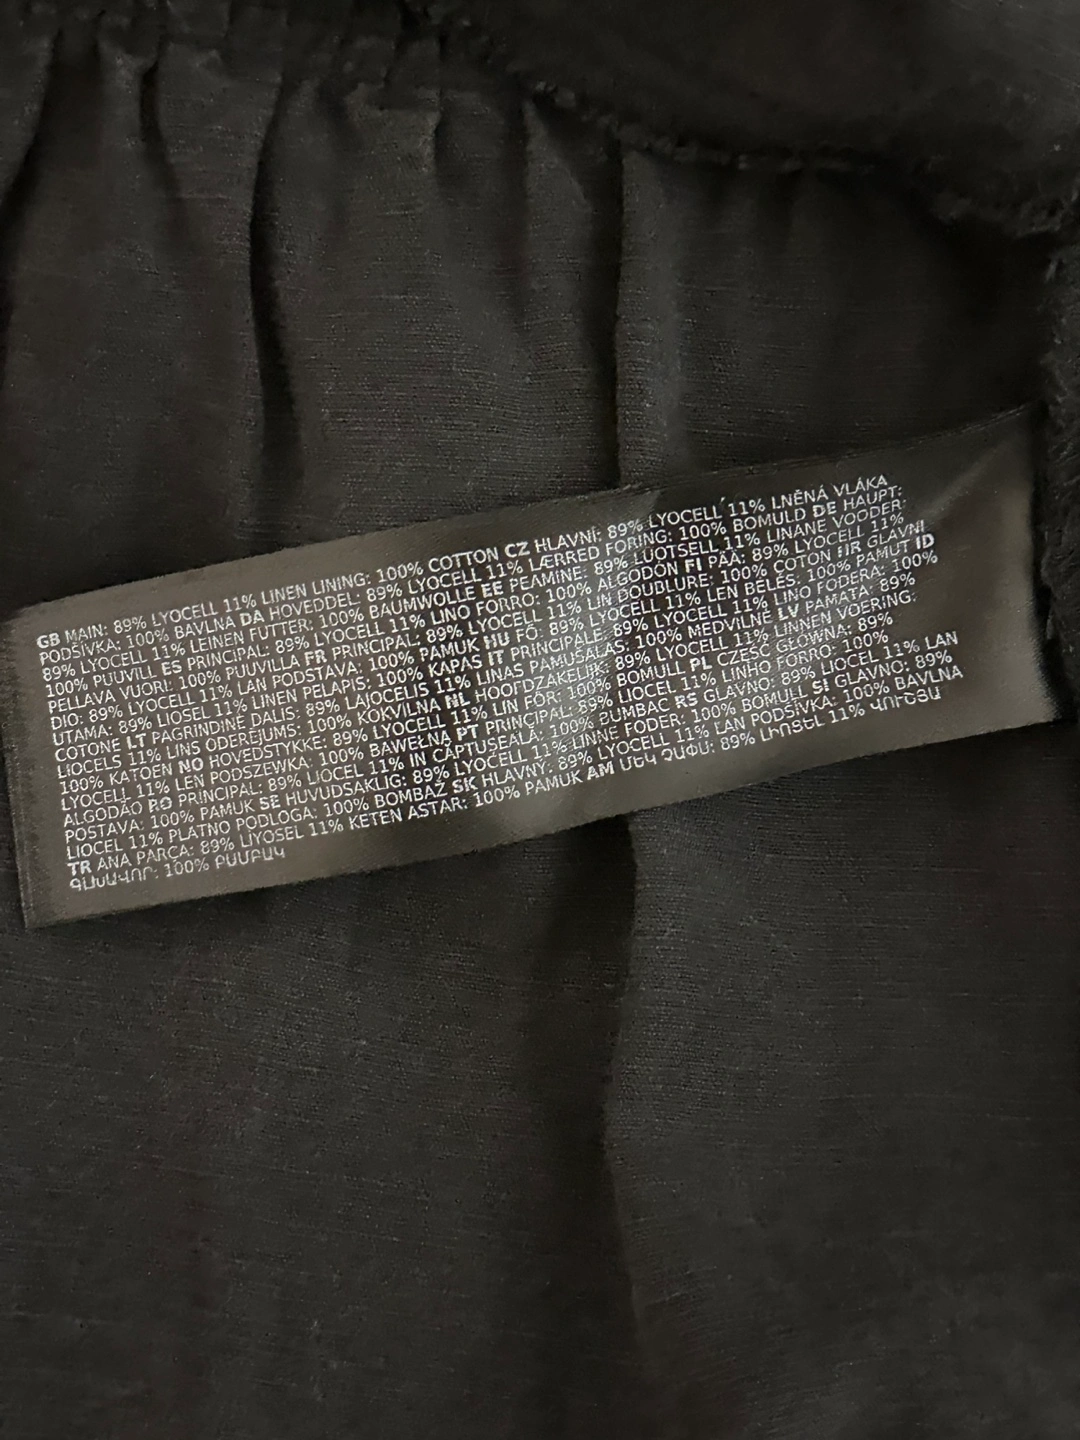 GB MAIN: 89% LYOCELL 11% LINEN LINING: 100% COTTON CZ HLAVNÍ: 89% LYOCELL 11% LNĚNÁ VLÁKA
PODŠÍVKA: 100% BAVLNA DA HOVEDDEL: 89% LYOCELL 11% LÆRRED FORING: 100% BOMULD DE HAUPT:
89% LYOCELL 11% LEINEN FUTTER: 100% BAUMWOLLE EE PEAMINE: 89% LÜOTSELL 11% LINANE VOODER:
100% PUUVILL ES PRINCIPAL: 89% LYOCELL 11% LINO FORRO: 100% ALGODÓN FI PÄÄ: 89% LYOCELL 11%
PELLAVA VUORI: 100% PUUVILLA FR PRINCIPAL: 89% LYOCELL 11% LIN DOUBLURE: 100% COTON HR GLAVNI
DIO: 89% LYOCELL 11% LAN PODSTAVA: 100% PAMUK HU FŐ: 89% LYOCELL 11% LEN BÉLÉS: 100% PAMUT ID
UTAMA: 89% LIOSEL 11% LINEN PELAPIS: 100% KAPAS IT PRINCIPALE: 89% LYOCELL 11% LINO FODERA: 100%
COTONE LT PAGRINDINĖ DALIS: 89% LAJOCELIS 11% LINAS PAMUŠALAS: 100% MEDVILNĖ LV PAMATA: 89%
LIOCELS 11% LINS ODERĒJUMS: 100% KOKVILNA NL HOOFDZAKELIJK: 89% LYOCELL 11% LINNEN VOERING:
100% KATOEN NO HOVEDSTYKKE: 89% LYOCELL 11% LIN FÔR: 100% BOMULL PL CZĘŚĆ GŁÓWNA: 89%
LYOCELL 11% LEN PODSZEWKA: 100% BAWEŁNA PT PRINCIPAL: 89% LIOCEL 11% LINHO FORRO: 100%
ALGODÃO RO PRINCIPAL: 89% LIOCEL 11% IN CĂPTUȘEALĂ: 100% BUMBAC RS GLAVNO: 89% LIOCEL 11% LAN
POSTAVA: 100% PAMUK SE HUVUDSAKLIG: 89% LYOCELL 11% LINNE FODER: 100% BOMULL SI GLAVNO: 89%
LIOCEL 11% PLATNO PODLOGA: 100% BOMBAŽ SK HLAVNÝ: 89% LYOCELL 11% ĽAN PODŠÍVKA: 100% BAVLNA
TR ANA PARÇA: 89% LİYOSEL 11% KETEN ASTAR: 100% PAMUK AM ՄԵԿ ՉԱՓՍ: 89% ԼԻՈՑԵԼ 11% ՎՈՒՇԱՏ
ԳԼԽԱՎՈՐ: 100% ԲԱՄԲԱԿ